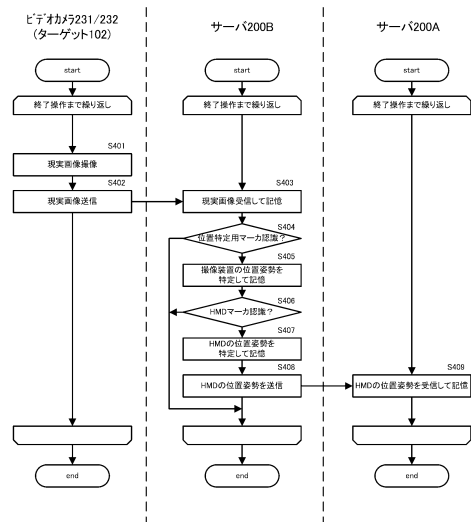 ビデオカメラ231/232
(ターゲット102)
サーバ200B
サーバ200A
start
start
start
終了操作まで繰り返し
終了操作まで繰り返し
終了操作まで繰り返し
S401
現実画像撮像
S402
現実画像送信
S403
現実画像受信して記憶
S404
位置特定用マーカ認識?
S405
撮像装置の位置姿勢を
特定して記憶
S406
HMDマーカ認識?
S407
HMDの位置姿勢を
特定して記憶
S408
HMDの位置姿勢を送信
S409
HMDの位置姿勢を受信して記憶
end
end
end